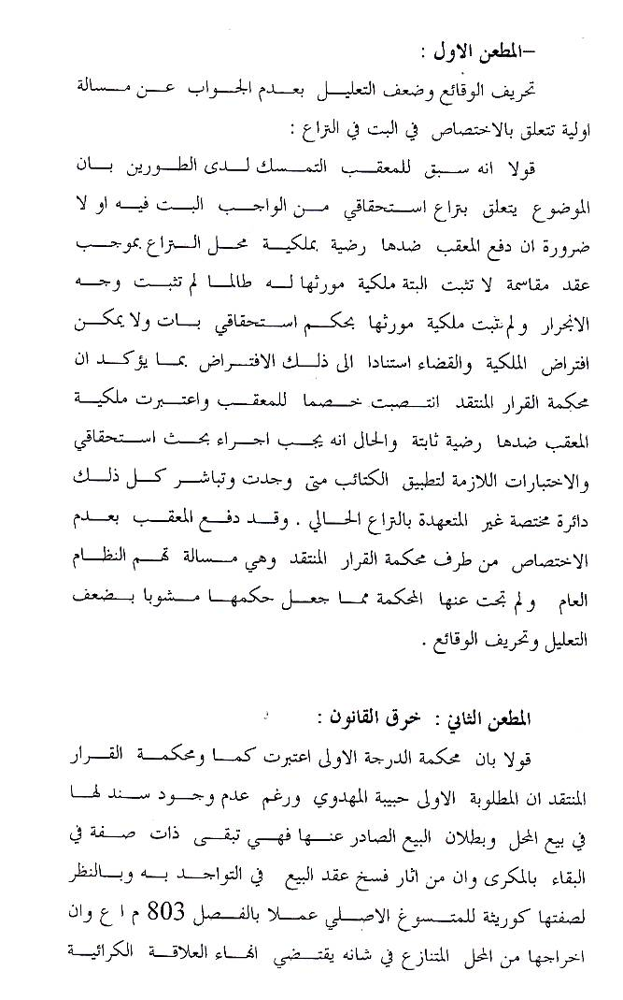 -المطعن الاول :
تحريف الوقائع وضعف التعليل بعدم الجواب عن مسالة
اولية تتعلق بالاختصاص في البت في النزاع :
قولا انه سبق للمعقب التمسك لدى الطورين بان
الموضوع يتعلق بنزاع استحقاقي من الواجب البت فيه او لا
ضرورة ان دفع المعقب ضدها رضية بملكية محل النزاع بموجب
عقد مقاسمة لا تثبت البتة ملكية مورثها له طالما لم تثبت وجه
الانجرار ولم تثبت ملكية مورثها بحكم استحقاقي بات ولا يمكن
افتراض الملكية والقضاء استنادا الى ذلك الافتراض بما يؤكد ان
محكمة القرار المنتقد انتصبت خصما للمعقب واعتبرت ملكية
المعقب ضدها رضية ثابتة والحال انه يجب اجراء بحث استحقاقي
والاختبارات اللازمة لتطبيق الكتائب متى وجدت وتباشر كل ذلك
دائرة مختصة غير المتعهدة بالنزاع الحالي . وقد دفع المعقب بعدم
الاختصاص من طرف محكمة القرار المنتقد وهي مسالة تهم النظام
العام ولم تجت عنها المحكمة مما جعل حكمها مشوبا بضعف
التعليل وتحريف الوقائع .
المطعن الثاني : خرق القانون :
قولا بان محكمة الدرجة الاولى اعتبرت كما ومحكمة القرار
المنتقد ان المطلوبة الاولى حبيبة المهدوي ورغم عدم وجود سند لها
في بيع المحل وبطلان البيع الصادر عنها فهي تبقى ذات صفة في
البقاء بالمكرى وان من اثار فسخ عقد البيع في التواجد به وبالنظر
لصفتها كوريثة للمتسوغ الاصلي عملا بالفصل 803 م ا ع وان
اخراجها من المحل المتنازع في شانه يقتضي انهاء العلاقة الكرائية